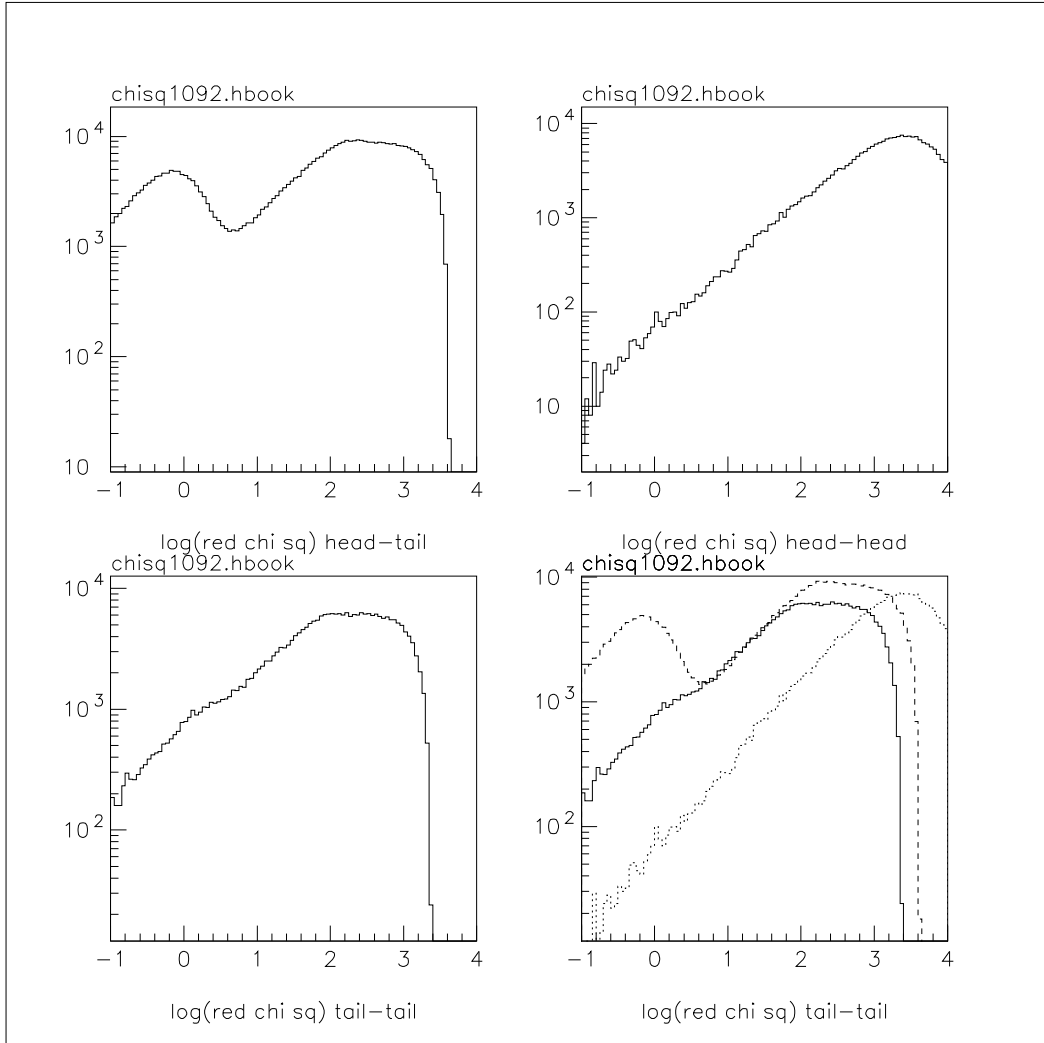 chisq1092.hbook
10^4
10^3
10^2
10
−1 0 1 2 3 4
log(red chi sq) head−tail
chisq1092.hbook
10^4
10^3
10^2
10
−1 0 1 2 3 4
log(red chi sq) head−head
chisq1092.hbook
10^4
10^3
10^2
−1 0 1 2 3 4
log(red chi sq) tail−tail
chisq1092.hbook
10^4
10^3
10^2
−1 0 1 2 3 4
log(red chi sq) tail−tail